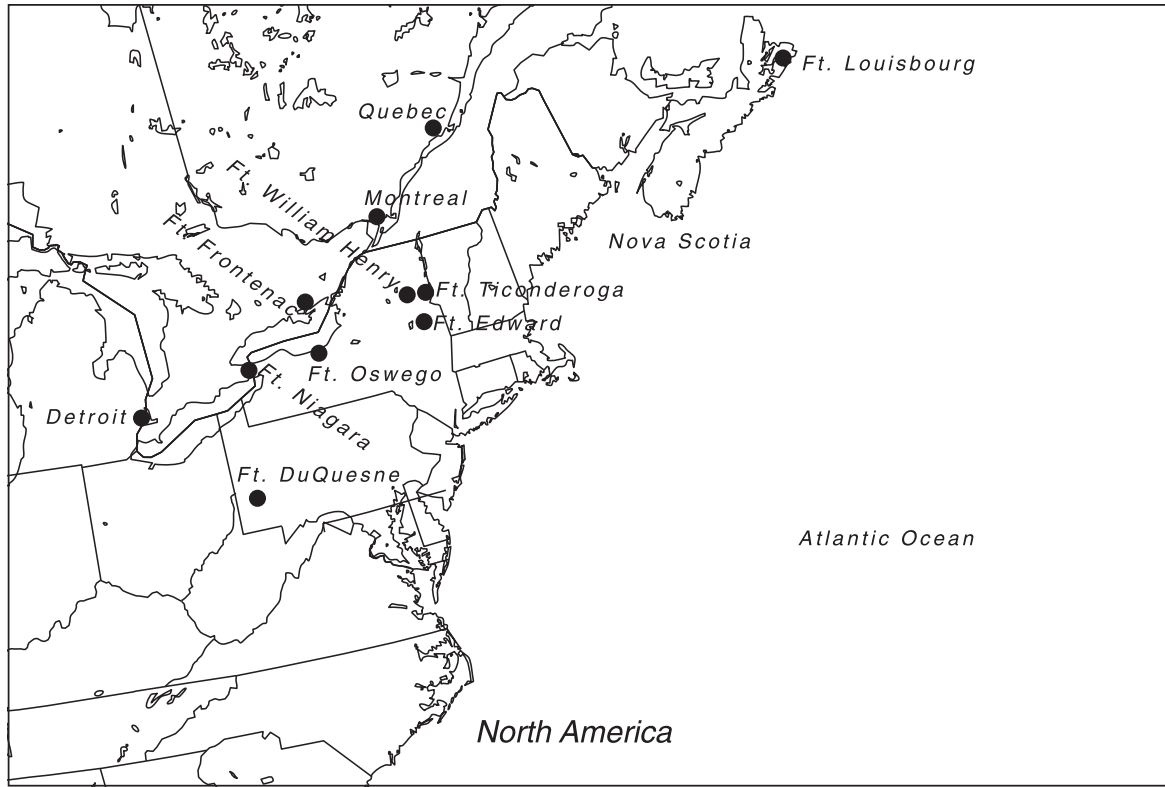 Ft. Louisbourg
Quebec
Ft. William Henry
Montreal
Ft. Frontenac
Nova Scotia
Ft. Ticonderoga
Ft. Edward
Ft. Oswego
Ft. Niagara
Detroit
Ft. DuQuesne
Atlantic Ocean
North America